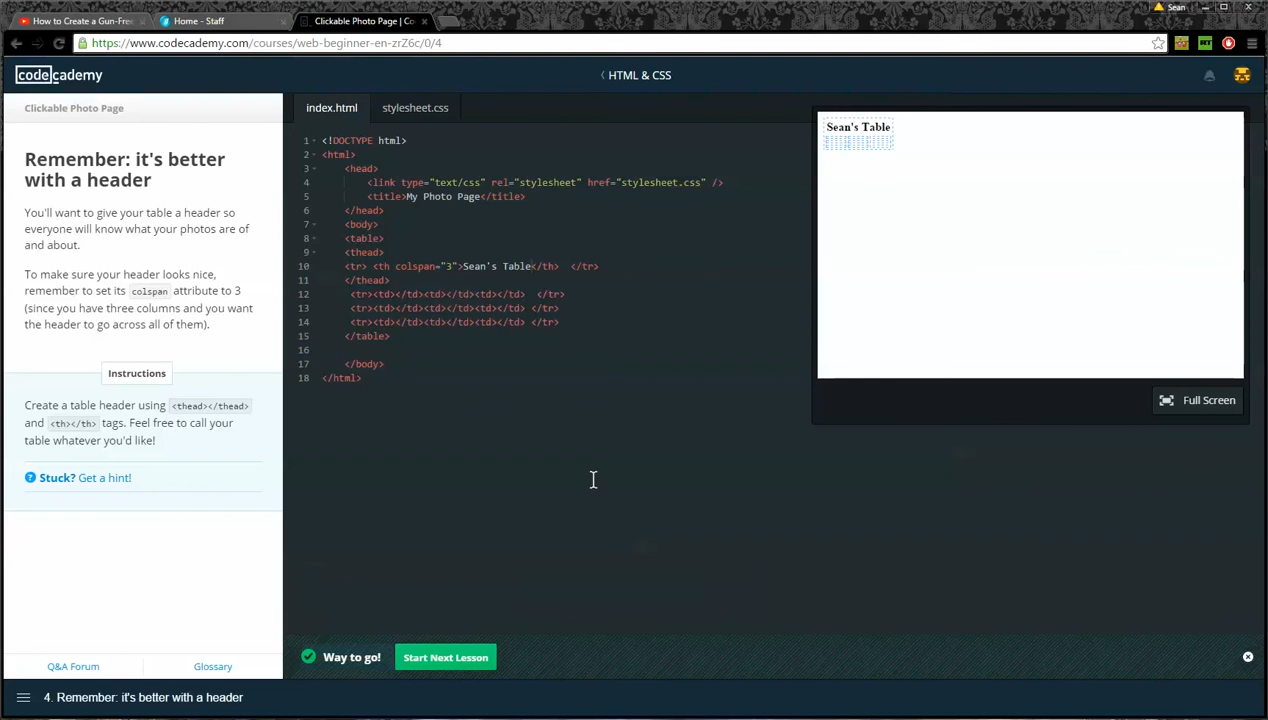 How to Create a Gun-Free
Home - Staff
Clickable Photo Page | Co
Sean
https://www.codecademy.com/courses/web-beginner-en-zrZ6c/0/4
codecademy
HTML & CSS
Clickable Photo Page
index.html
stylesheet.css
Remember: it's better
with a header
You'll want to give your table a header so
everyone will know what your photos are of
and about.
To make sure your header looks nice,
remember to set its colspan attribute to 3
(since you have three columns and you want
the header to go across all of them).
Instructions
Create a table header using <thead></thead>
and <th></th> tags. Feel free to call your
table whatever you'd like!
Stuck? Get a hint!
Q&A Forum
Glossary
1 <!DOCTYPE html>
2 <html>
3 <head>
4 <link type="text/css" rel="stylesheet" href="stylesheet.css" />
5 <title>My Photo Page</title>
6 </head>
7 <body>
8 <table>
9 <thead>
10 <tr> <th colspan="3">Sean's Table</th>  </tr>
11 </thead>
12 <tr><td></td><td></td><td></td>  </tr>
13 <tr><td></td><td></td><td></td> </tr>
14 <tr><td></td><td></td><td></td> </tr>
15 </table>
16
17 </body>
18 </html>
Sean's Table
Full Screen
Way to go!
Start Next Lesson
4. Remember: it's better with a header